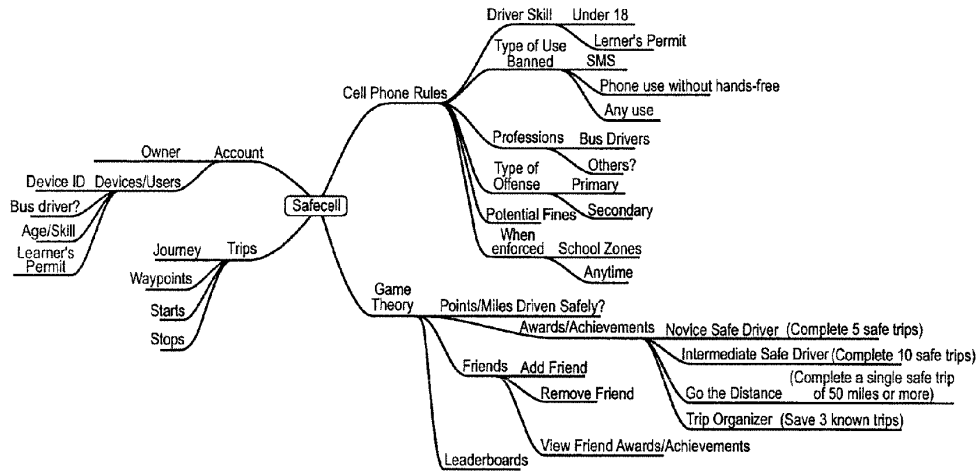 Driver Skill
Under 18
Lerner's Permit
Type of Use
Banned
SMS
Phone use without hands-free
Any use
Cell Phone Rules
Professions
Bus Drivers
Others?
Type of
Offense
Primary
Secondary
Potential Fines
When
enforced
School Zones
Anytime
Owner
Account
Device ID
Devices/Users
Bus driver?
Age/Skill
Learner's
Permit
Safecell
Journey
Trips
Waypoints
Starts
Stops
Game
Theory
Points/Miles Driven Safely?
Awards/Achievements
Novice Safe Driver (Complete 5 safe trips)
Intermediate Safe Driver (Complete 10 safe trips)
Go the Distance
(Complete a single safe trip
of 50 miles or more)
Trip Organizer (Save 3 known trips)
Friends
Add Friend
Remove Friend
View Friend Awards/Achievements
Leaderboards